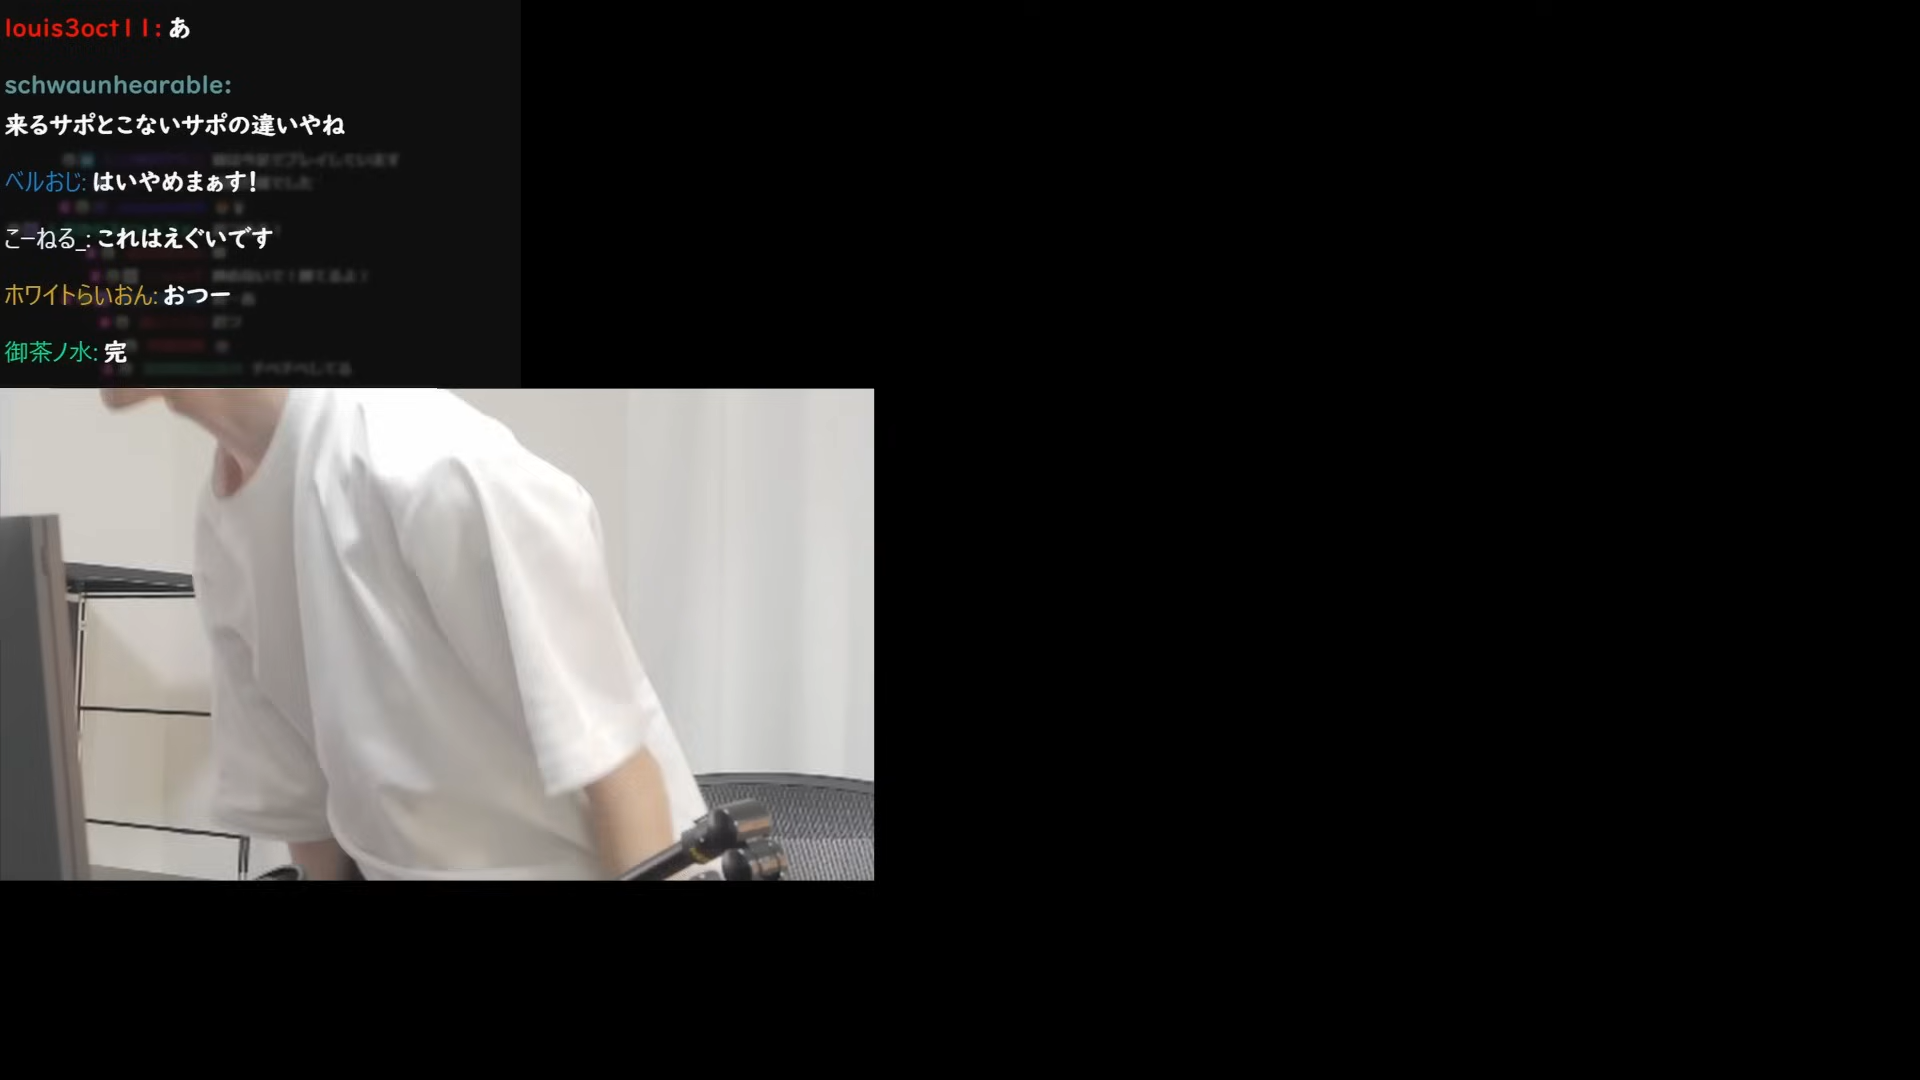 louis3oct11: あ
schwaunhearable:
来るサポとこないサポの違いやね
ベルおじ: はいやめまぁす！
こーねる_: これはえぐいです
ホワイトらいおん: おつー
御茶ノ水: 完